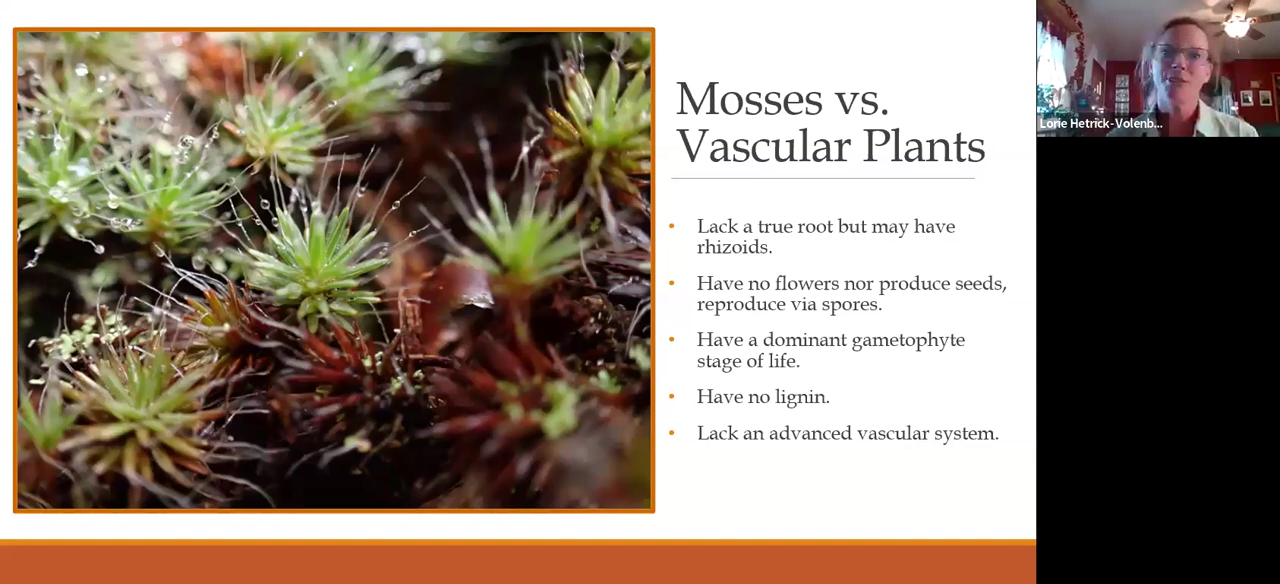 Mosses vs.
Vascular Plants
• Lack a true root but may have
rhizoids.
• Have no flowers nor produce seeds,
reproduce via spores.
• Have a dominant gametophyte
stage of life.
• Have no lignin.
• Lack an advanced vascular system.
Lorie Hetrick-Volenb...